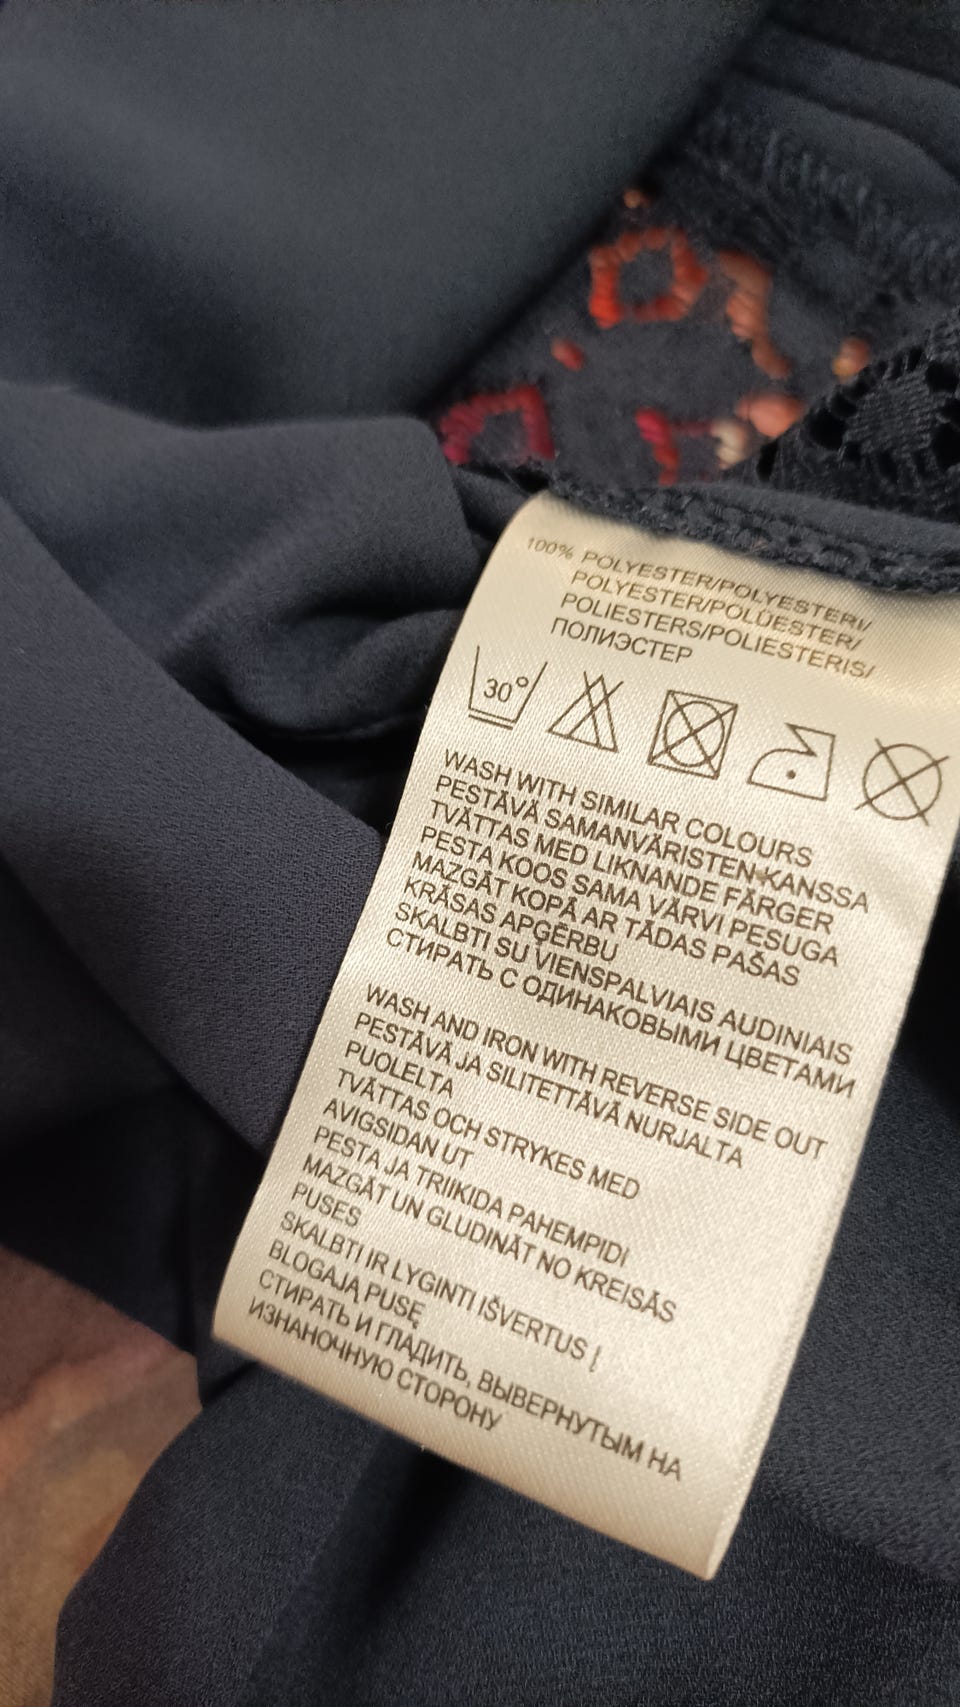 100% POLYESTER/POLYESTERI/
POLYESTER/POLÜESTER/
POLIESTERS/POLIESTERIS/
ПОЛИЭСТЕР
30°
WASH WITH SIMILAR COLOURS
PESTÄVÄ SAMANVÄRISTEN KANSSA
TVÄTTAS MED LIKNANDE FÄRGER
PESTA KOOS SAMA VÄRVI PESUGA
MAZGĀT KOPĀ AR TĀDAS PAŠAS
KRĀSAS APĢĒRBU
SKALBTI SU VIENSPALVIAIS AUDINIAIS
СТИРАТЬ С ОДИНАКОВЫМИ ЦВЕТАМИ
WASH AND IRON WITH REVERSE SIDE OUT
PESTÄVÄ JA SILITETTÄVÄ NURJALTA
PUOLELTA
TVÄTTAS OCH STRYKES MED
AVIGSIDAN UT
PESTA JA TRIIKIDA PAHEMPIDI
MAZGĀT UN GLUDINĀT NO KREISĀS
PUSES
SKALBTI IR LYGINTI IŠVERTUS Į
BLOGĄJĄ PUSĘ
СТИРАТЬ И ГЛАДИТЬ, ВЫВЕРНУТЫМ НА
ИЗНАНОЧНУЮ СТОРОНУ